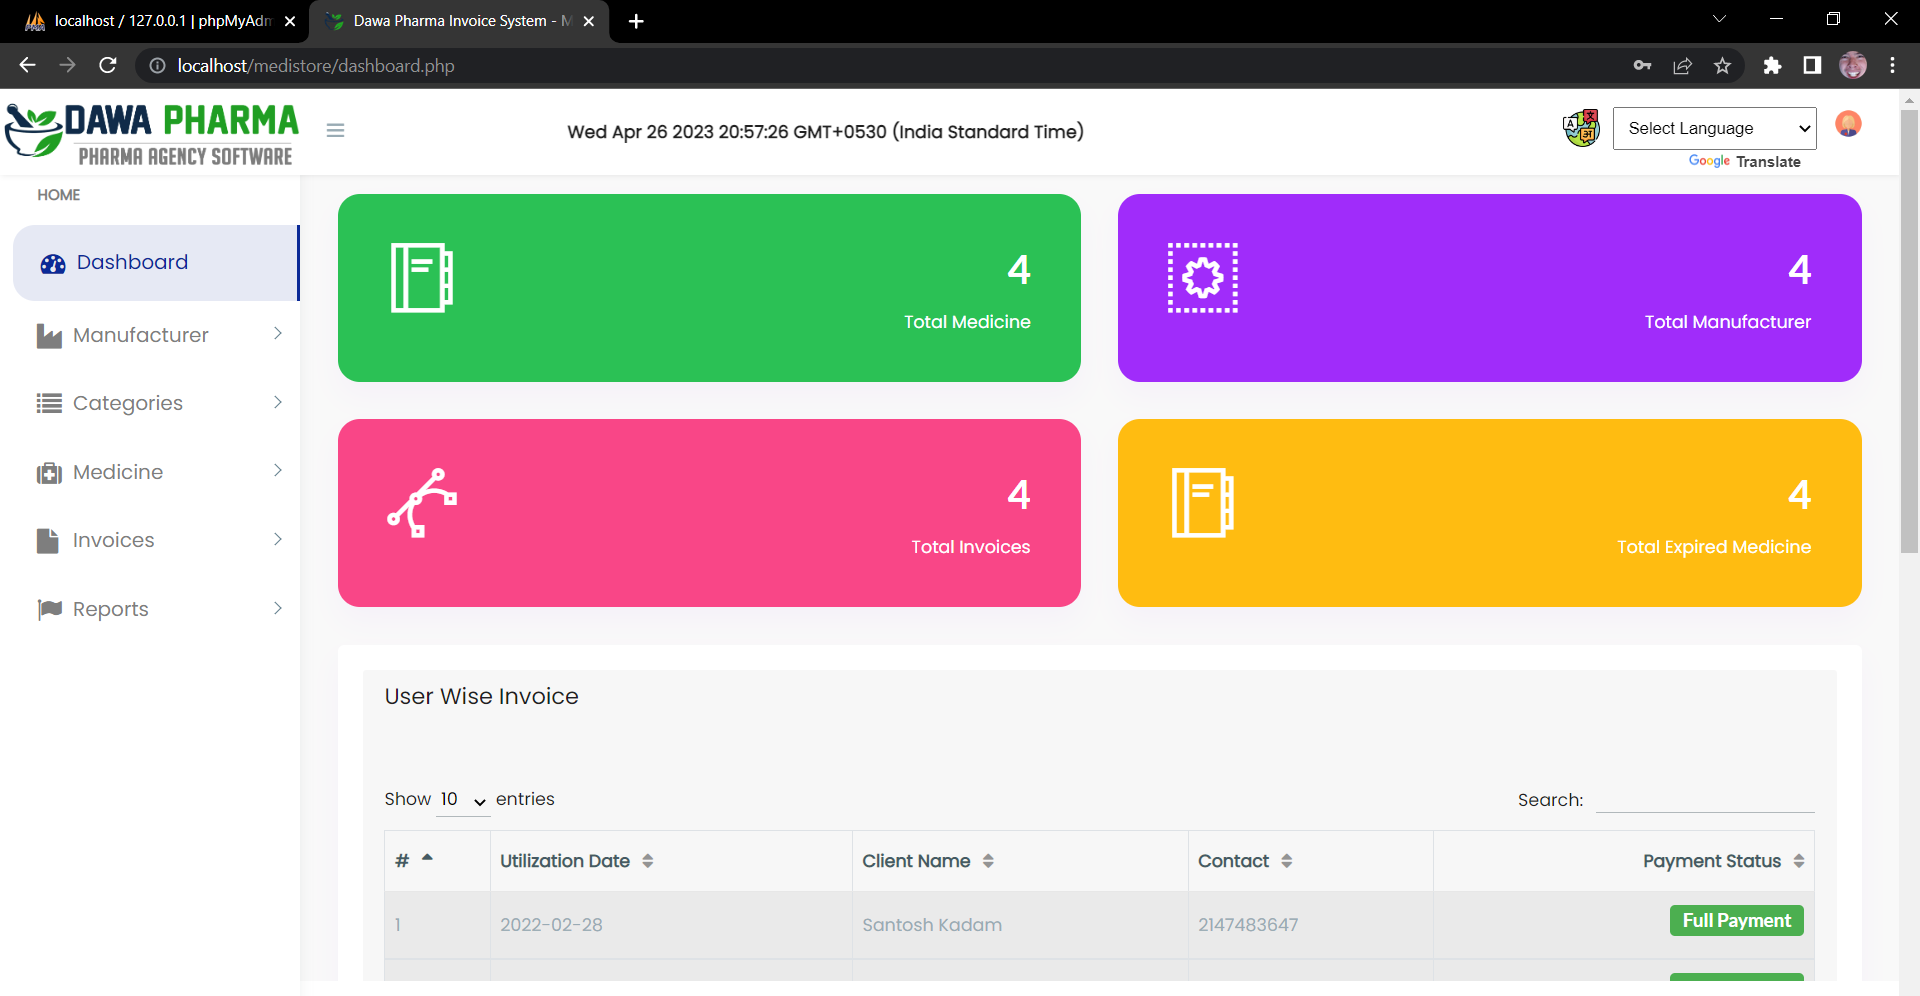 localhost / 127.0.0.1 | phpMyAdm
Dawa Pharma Invoice System - M
localhost/medistore/dashboard.php
DAWA PHARMA
PHARMA AGENCY SOFTWARE
Wed Apr 26 2023 20:57:26 GMT+0530 (India Standard Time)
Select Language
Google Translate
HOME
Dashboard
Manufacturer
Categories
Medicine
Invoices
Reports
4
Total Medicine
4
Total Manufacturer
4
Total Invoices
4
Total Expired Medicine
User Wise Invoice
Show 10 entries
Search:
# Utilization Date Client Name Contact Payment Status
1 2022-02-28 Santosh Kadam 2147483647 Full Payment